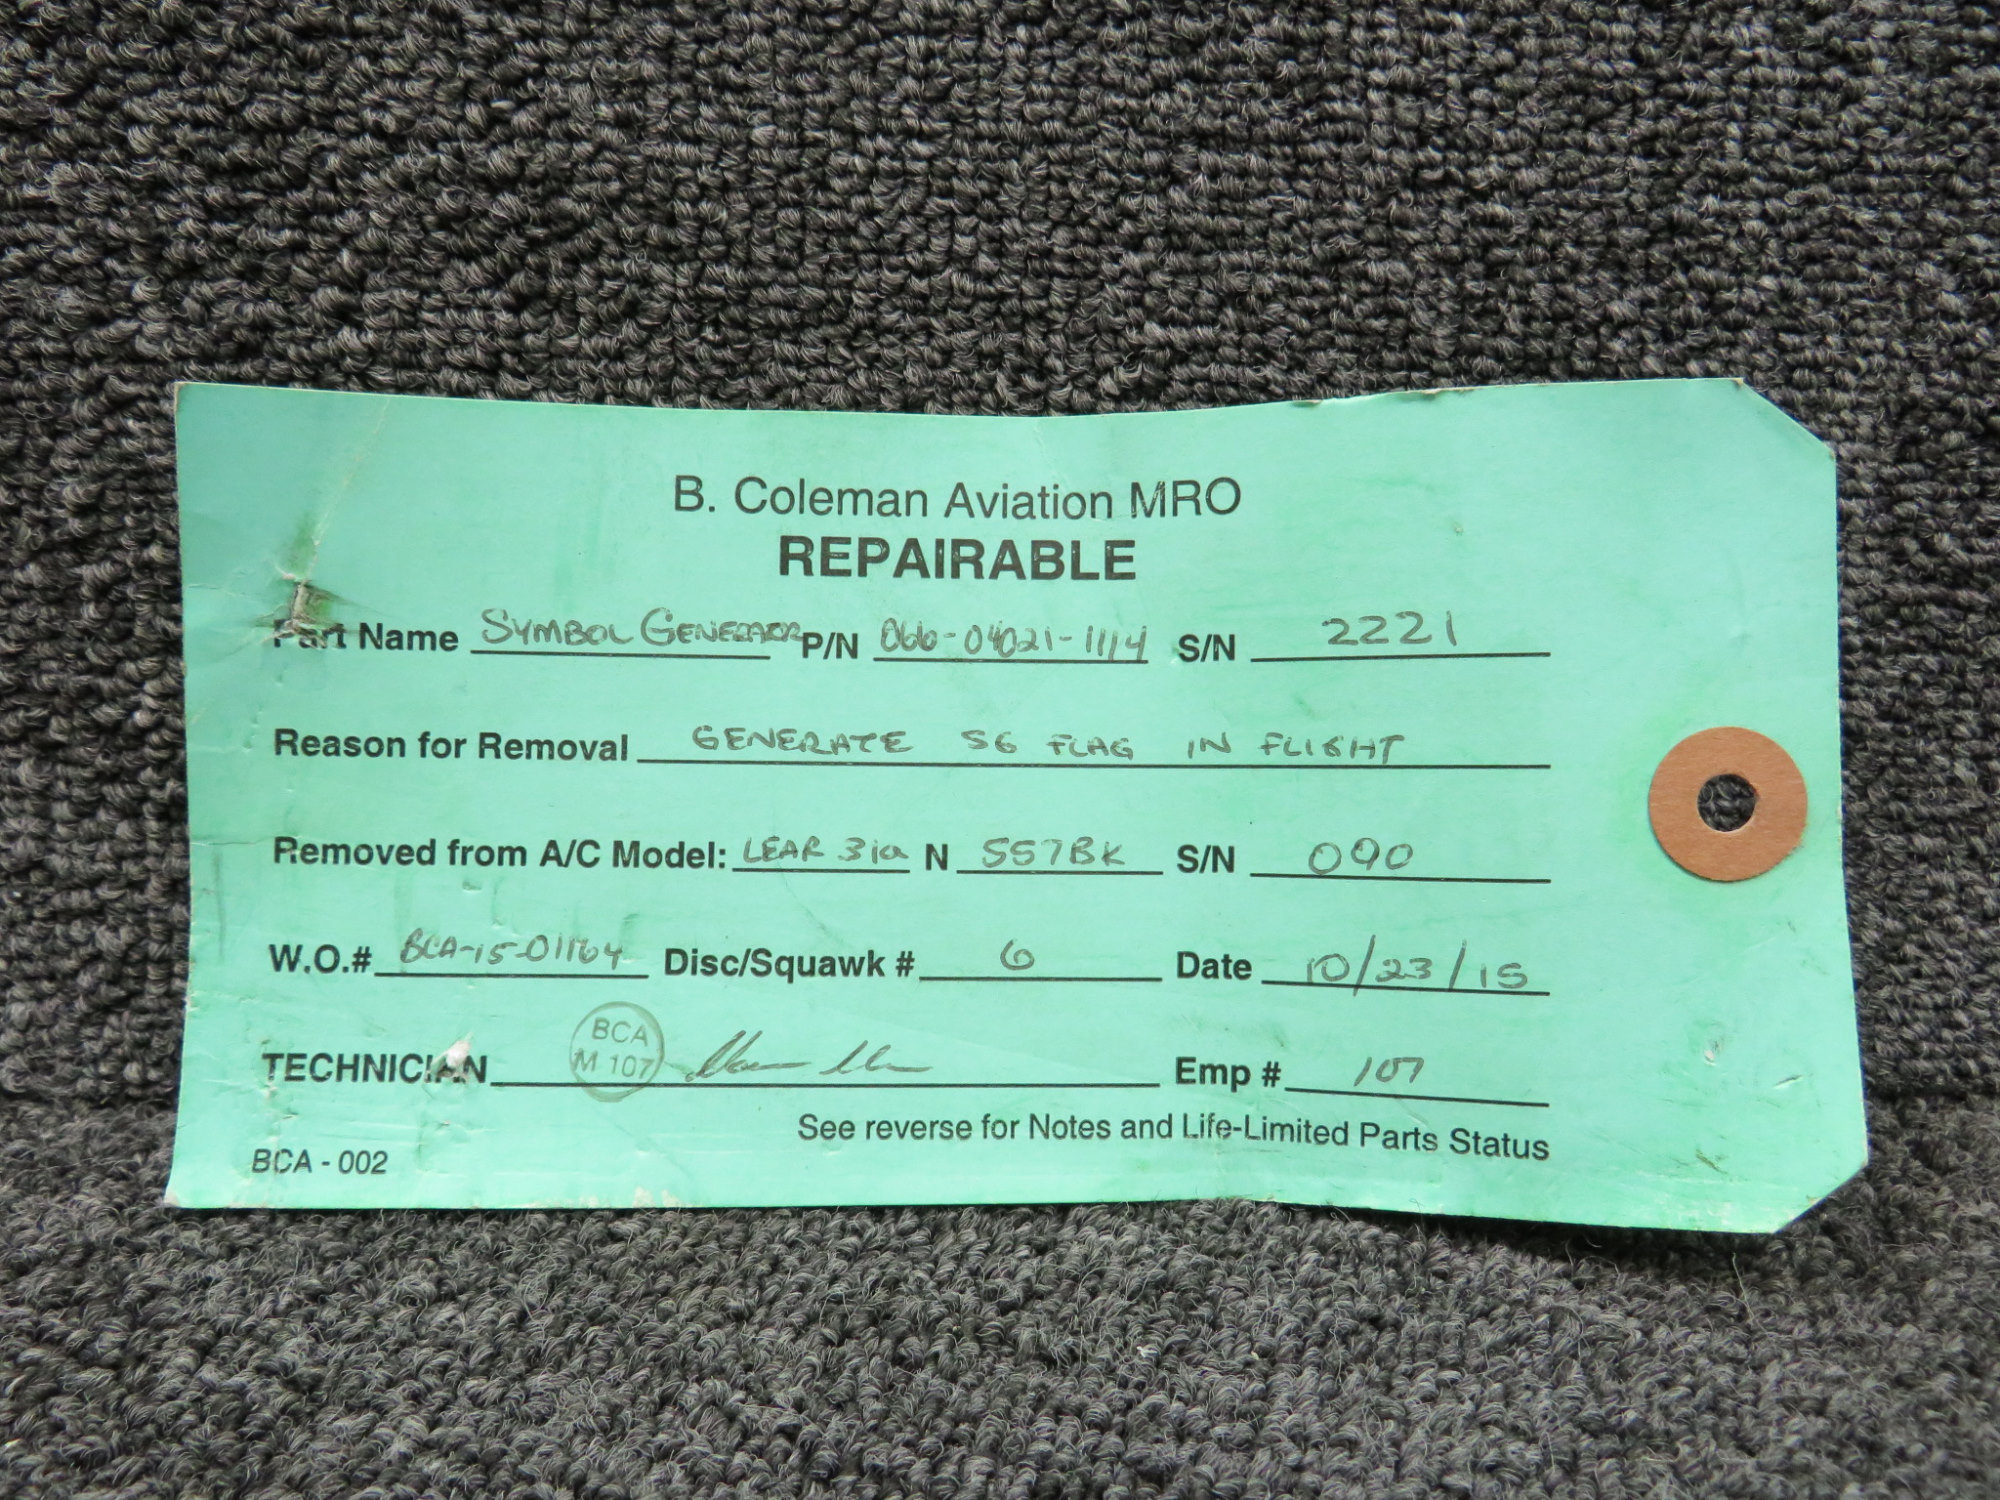 B. Coleman Aviation MRO
REPAIRABLE
Part Name SYMBOL GENERATOR P/N 066-04021-1114 S/N 2221
Reason for Removal GENERATE SG FLAG IN FLIGHT
Removed from A/C Model: LEAR 31a N 557BK S/N 090
W.O.# BCA-15-01164 Disc/Squawk # 6 Date 10/23/15
TECHNICIAN BCA M 107 Emp # 107
See reverse for Notes and Life-Limited Parts Status
BCA - 002